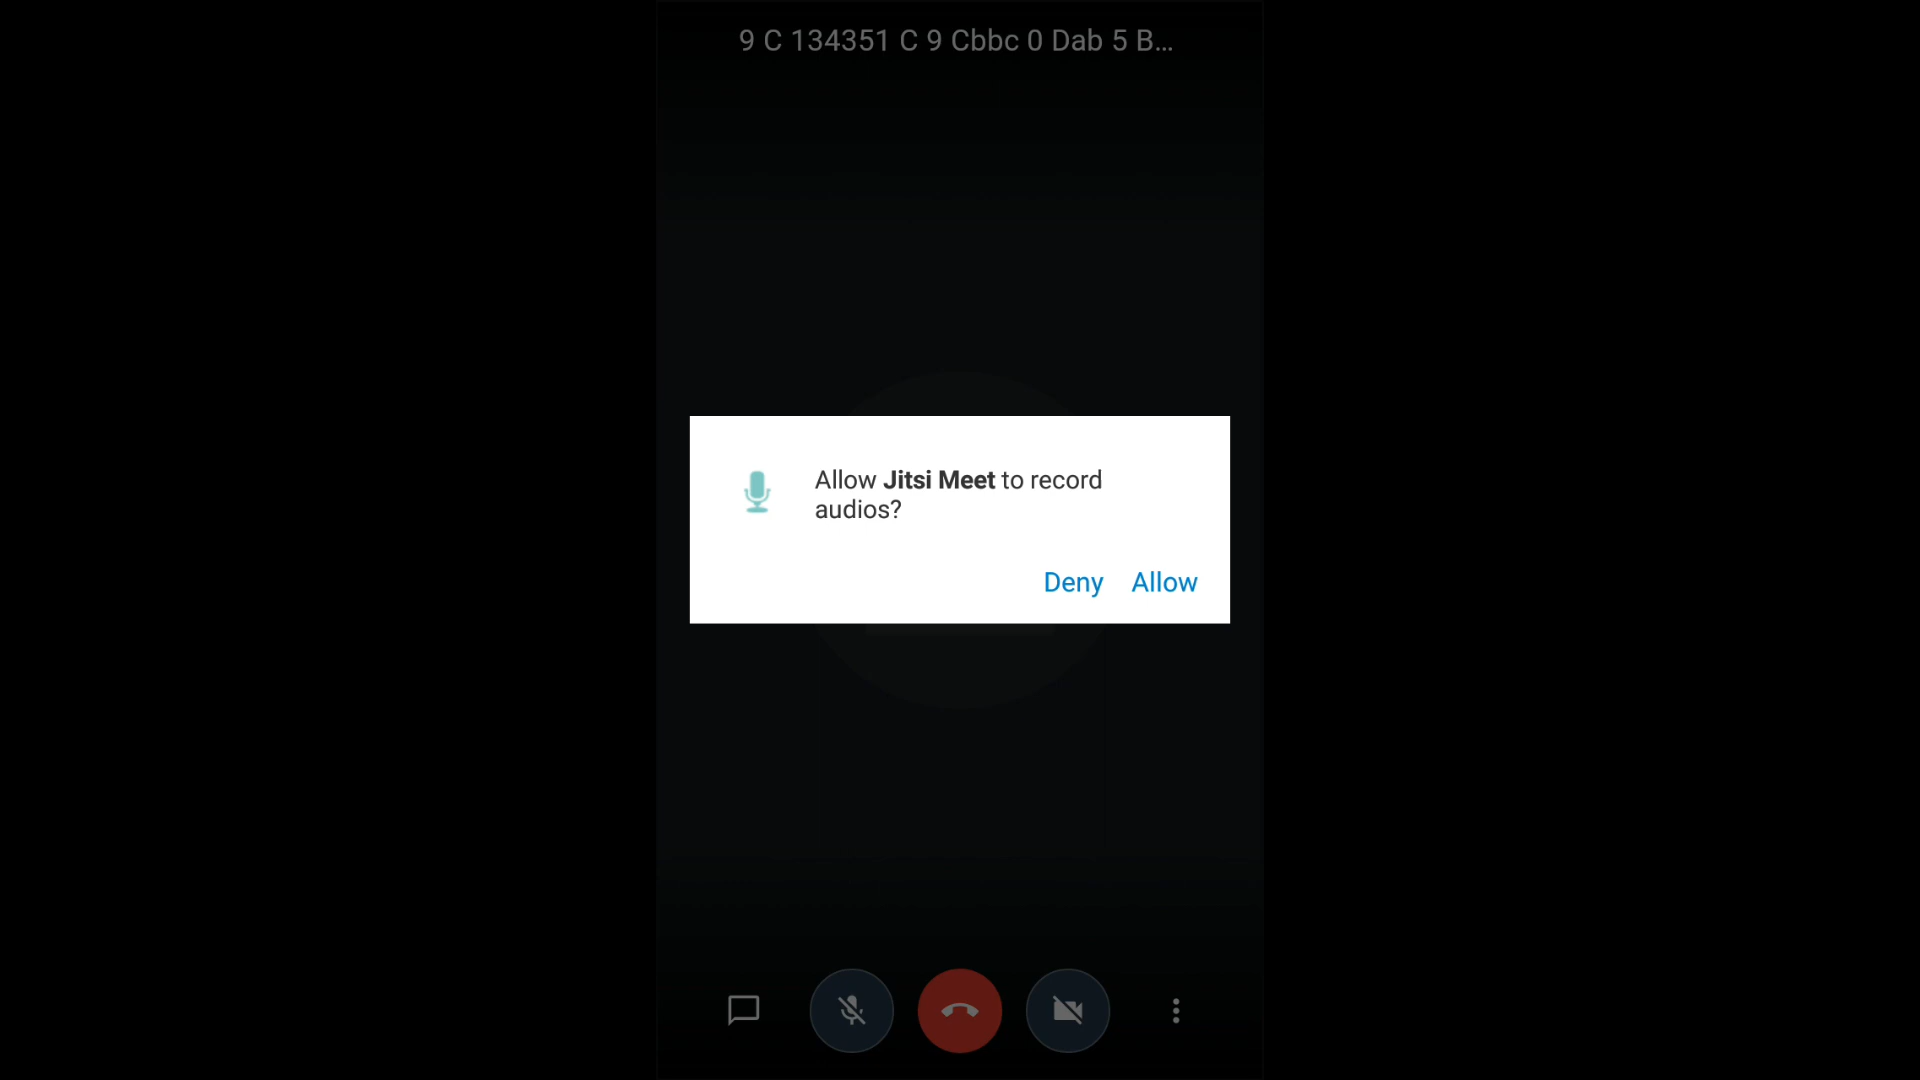 9 C 134351 C 9 Cbbc 0 Dab 5 B...
Allow Jitsi Meet to record
audios?
Deny Allow